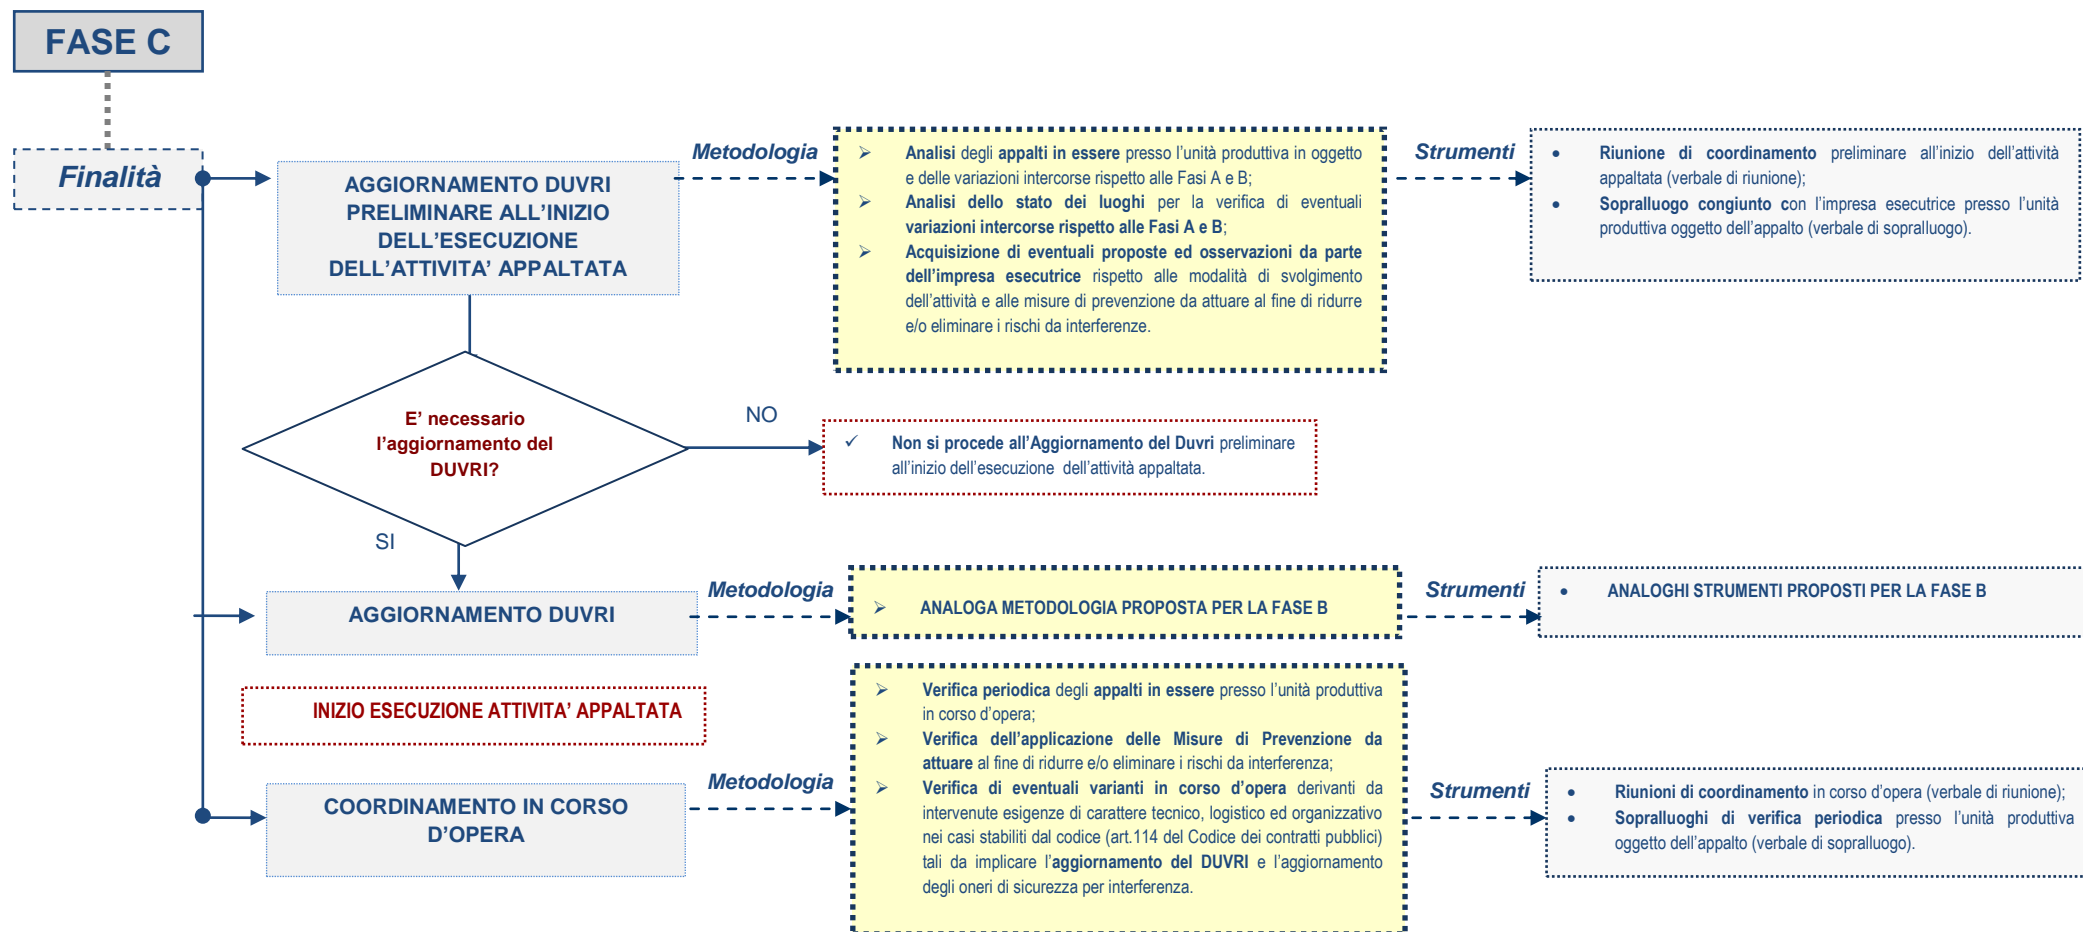 FASE C
Finalità
AGGIORNAMENTO DUVRI
PRELIMINARE ALL’INIZIO
DELL’ESECUZIONE
DELL’ATTIVITA’ APPALTATA
Metodologia
➢ Analisi degli appalti in essere presso l’unità produttiva in oggetto
e delle variazioni intercorse rispetto alle Fasi A e B;
➢ Analisi dello stato dei luoghi per la verifica di eventuali
variazioni intercorse rispetto alle Fasi A e B;
➢ Acquisizione di eventuali proposte ed osservazioni da parte
dell’impresa esecutrice rispetto alle modalità di svolgimento
dell’attività e alle misure di prevenzione da attuare al fine di ridurre
e/o eliminare i rischi da interferenze.
Strumenti
• Riunione di coordinamento preliminare all’inizio dell’attività
appaltata (verbale di riunione);
• Sopralluogo congiunto con l’impresa esecutrice presso l’unità
produttiva oggetto dell’appalto (verbale di sopralluogo).
E’ necessario
l’aggiornamento del
DUVRI?
NO
✓ Non si procede all’Aggiornamento del Duvri preliminare
all’inizio dell’esecuzione dell’attività appaltata.
SI
AGGIORNAMENTO DUVRI
Metodologia
➢ ANALOGA METODOLOGIA PROPOSTA PER LA FASE B
Strumenti
• ANALOGHI STRUMENTI PROPOSTI PER LA FASE B
INIZIO ESECUZIONE ATTIVITA’ APPALTATA
COORDINAMENTO IN CORSO
D’OPERA
Metodologia
➢ Verifica periodica degli appalti in essere presso l’unità produttiva
in corso d’opera;
➢ Verifica dell’applicazione delle Misure di Prevenzione da
attuare al fine di ridurre e/o eliminare i rischi da interferenza;
➢ Verifica di eventuali varianti in corso d’opera derivanti da
intervenute esigenze di carattere tecnico, logistico ed organizzativo
nei casi stabiliti dal codice (art.114 del Codice dei contratti pubblici)
tali da implicare l’aggiornamento del DUVRI e l’aggiornamento
degli oneri di sicurezza per interferenza.
Strumenti
• Riunioni di coordinamento in corso d’opera (verbale di riunione);
• Sopralluoghi di verifica periodica presso l’unità produttiva
oggetto dell’appalto (verbale di sopralluogo).